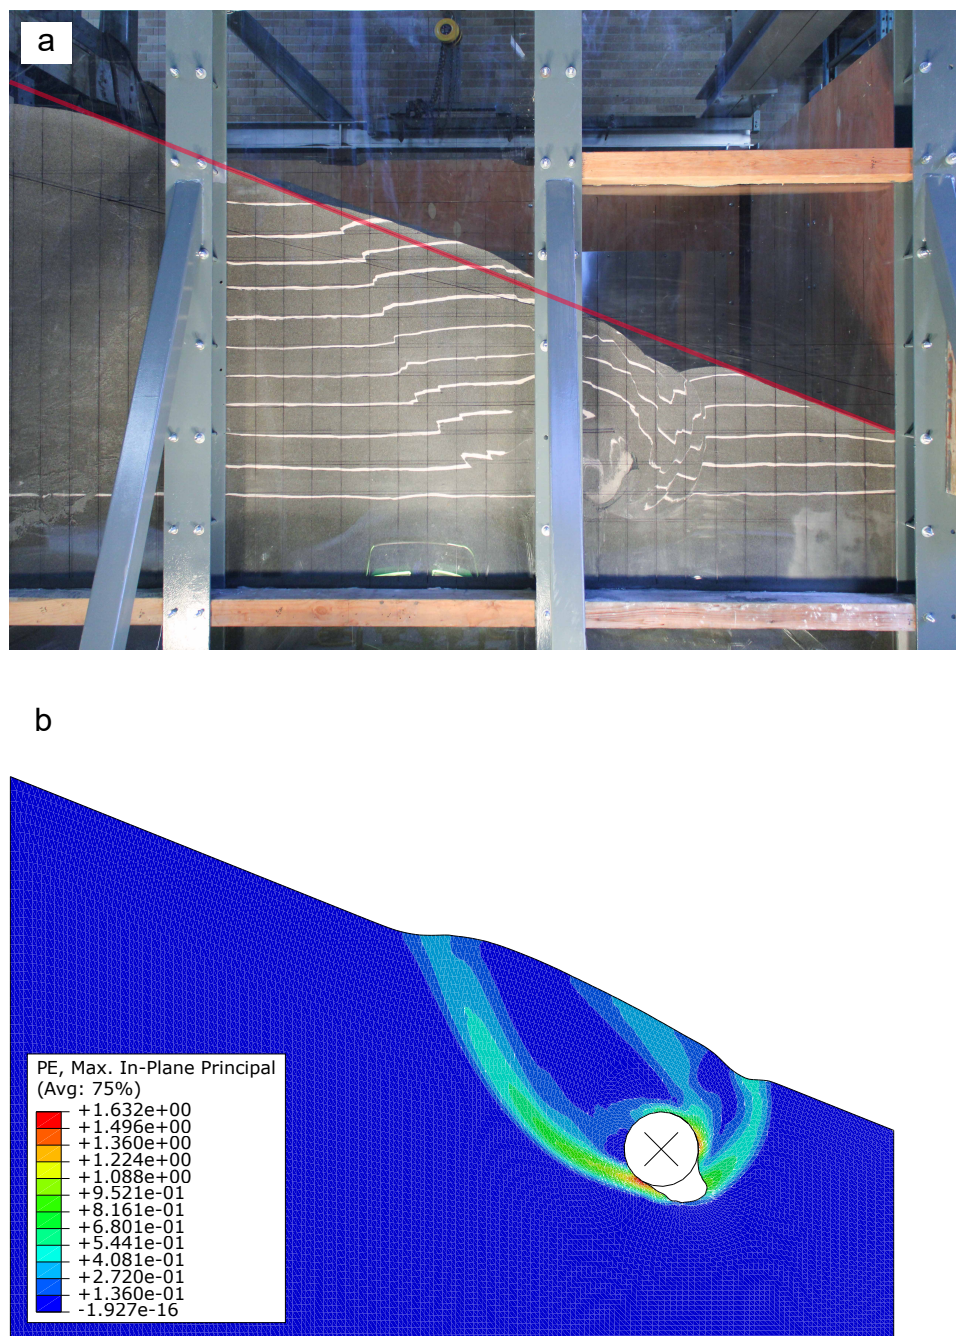 a
b
PE, Max. In-Plane Principal
(Avg: 75%)
+1.632e+00
+1.496e+00
+1.360e+00
+1.224e+00
+1.088e+00
+9.521e-01
+8.161e-01
+6.801e-01
+5.441e-01
+4.081e-01
+2.720e-01
+1.360e-01
-1.927e-16